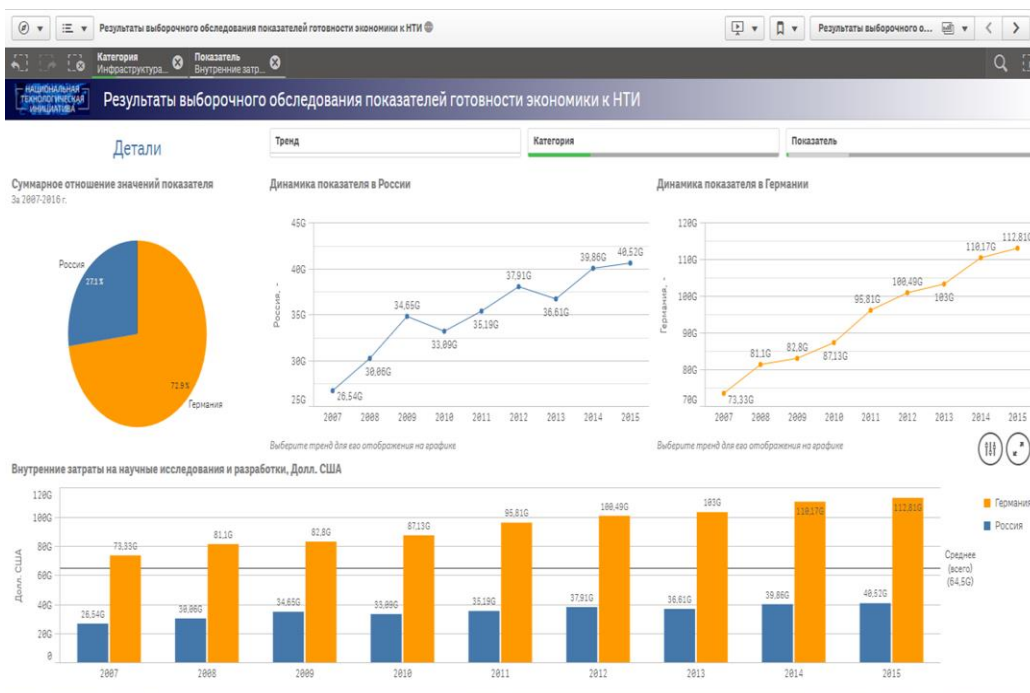 Результаты выборочного обследования показателей готовности экономики к НТИ
Результаты выборочного о...
Категория
Инфраструктура...
Показатель
Внутренние затр...
НАЦИОНАЛЬНАЯ
ТЕХНОЛОГИЧЕСКАЯ
ИНИЦИАТИВА
Результаты выборочного обследования показателей готовности экономики к НТИ
Детали
Тренд
Категория
Показатель
Суммарное отношение значений показателя
За 2007-2016 г.
Россия
27.1%
72.9%
Германия
Динамика показателя в России
Россия, -
45G
40G
35G
30G
25G
26,54G
30,06G
34,65G
33,09G
35,19G
37,91G
36,61G
39,86G
40,52G
2007 2008 2009 2010 2011 2012 2013 2014 2015
Выберите тренд для его отображения на графике
Динамика показателя в Германии
Германия, -
120G
110G
100G
90G
80G
70G
73,33G
81,1G
82,8G
87,13G
95,81G
100,49G
103G
110,17G
112,81G
2007 2008 2009 2010 2011 2012 2013 2014 2015
Выберите тренд для его отображения на графике
Внутренние затраты на научные исследования и разработки, Долл. США
Долл. США
120G
100G
80G
60G
40G
20G
0
26,54G 73,33G
30,06G 81,1G
34,65G 82,8G
33,09G 87,13G
35,19G 95,81G
37,91G 100,49G
36,61G 103G
39,86G 110,17G
40,52G 112,81G
2007 2008 2009 2010 2011 2012 2013 2014 2015
Среднее
(всего)
(64,5G)
Германия
Россия